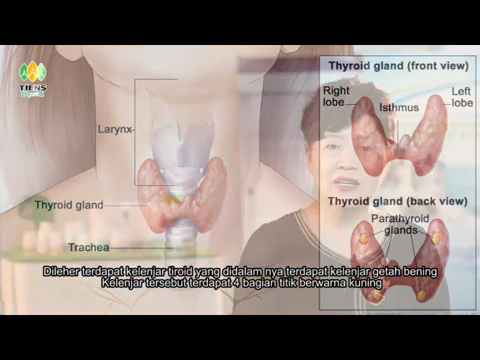 TIENS
Thyroid gland (front view)
Right lobe
Left lobe
Isthmus
Larynx
Thyroid gland
Trachea
Thyroid gland (back view)
Parathyroid glands
Dileher terdapat kelenjar tiroid yang didalam nya terdapat kelenjar getah bening
Kelenjar tersebut terdapat 4 bagian titik berwarna kuning